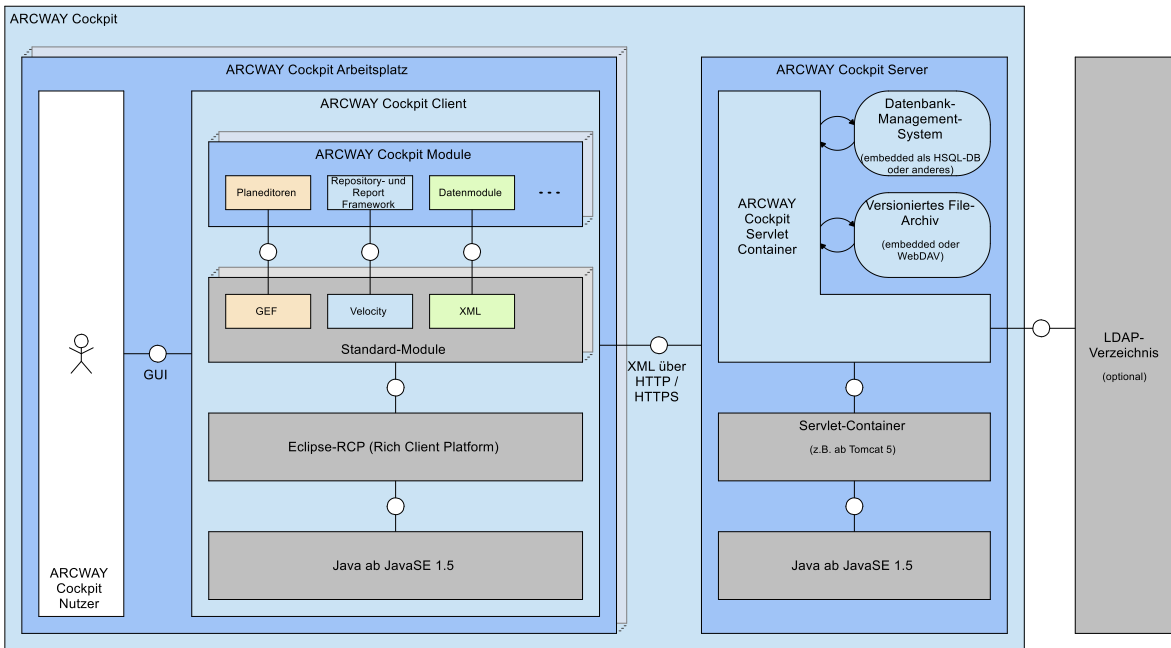 ARCWAY Cockpit
ARCWAY Cockpit Arbeitsplatz
ARCWAY Cockpit
Nutzer
GUI
ARCWAY Cockpit Client
ARCWAY Cockpit Module
Planeditoren
Repository- und
Report
Framework
Datenmodule
- - -
GEF
Velocity
XML
Standard-Module
Eclipse-RCP (Rich Client Platform)
Java ab JavaSE 1.5
XML über
HTTP /
HTTPS
ARCWAY Cockpit Server
ARCWAY
Cockpit
Servlet
Container
Datenbank-
Management-
System
(embedded als HSQL-DB
oder anderes)
Versioniertes File-
Archiv
(embedded oder
WebDAV)
Servlet-Container
(z.B. ab Tomcat 5)
Java ab JavaSE 1.5
LDAP-
Verzeichnis
(optional)